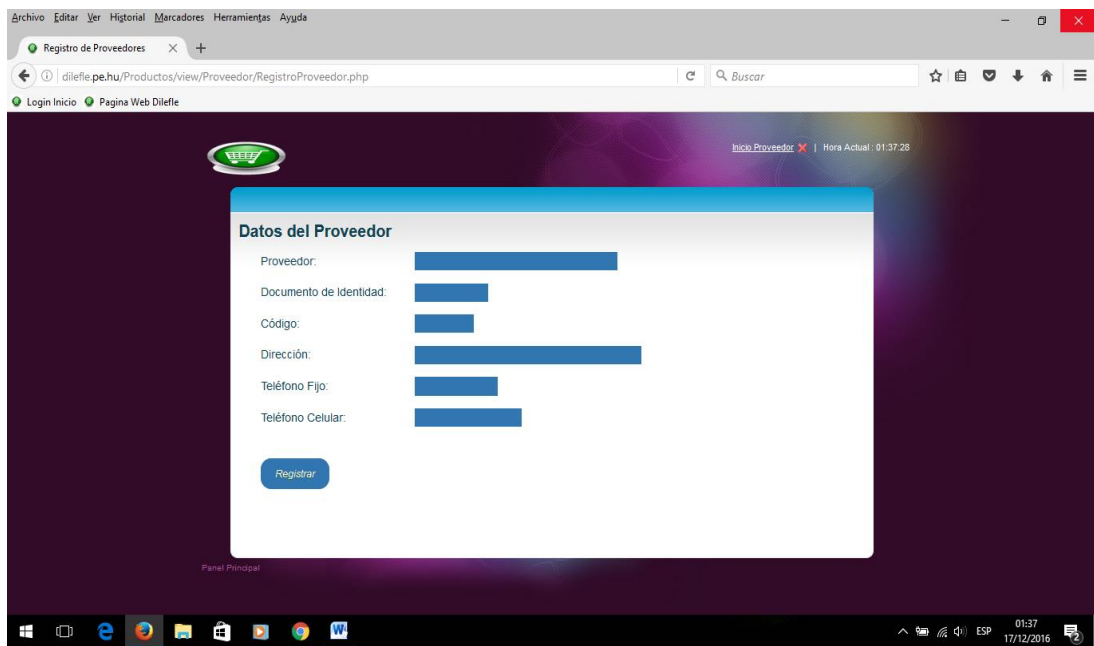 Archivo Editar Ver Historial Marcadores Herramientas Ayuda
Registro de Proveedores
dilefle.pe.hu/Productos/view/Proveedor/RegistroProveedor.php
Buscar
Login Inicio Pagina Web Dilefle
Inicio Proveedor | Hora Actual : 01:37:28
Datos del Proveedor
Proveedor:
Documento de Identidad:
Código:
Dirección:
Teléfono Fijo:
Teléfono Celular:
Registrar
Panel Principal
ESP
01:37
17/12/2016
2